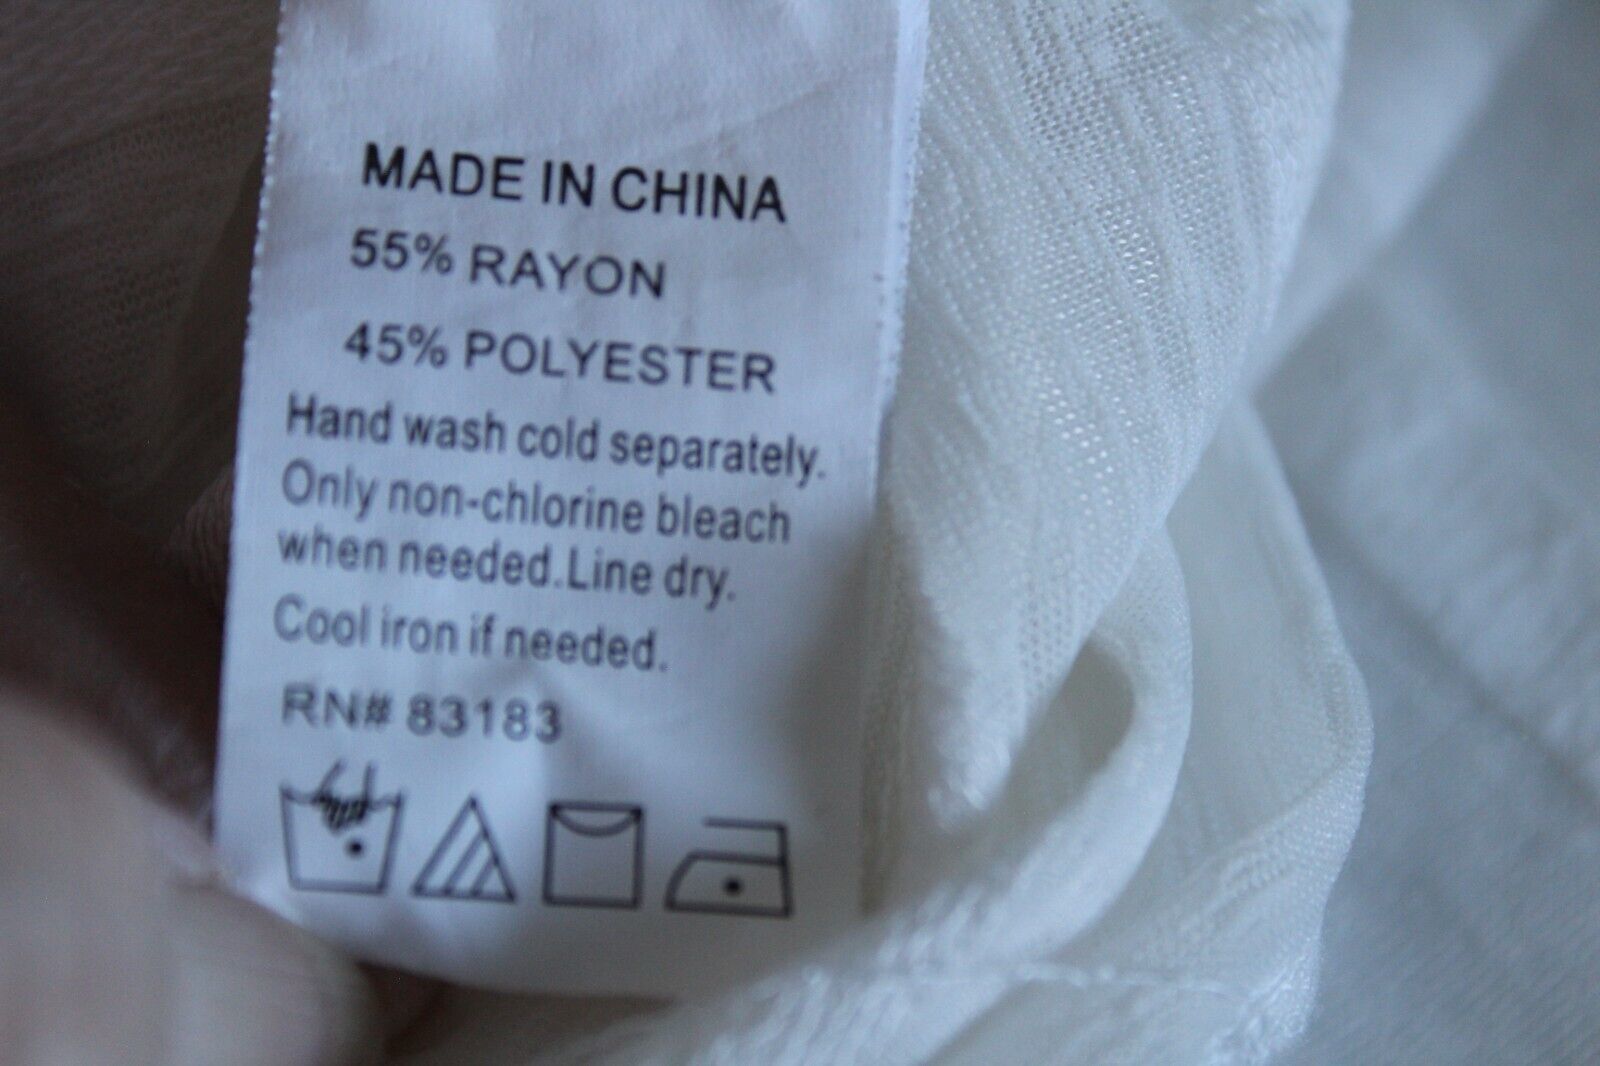 MADE IN CHINA
55% RAYON
45% POLYESTER
Hand wash cold separately.
Only non-chlorine bleach
when needed.Line dry.
Cool iron if needed.
RN# 83183